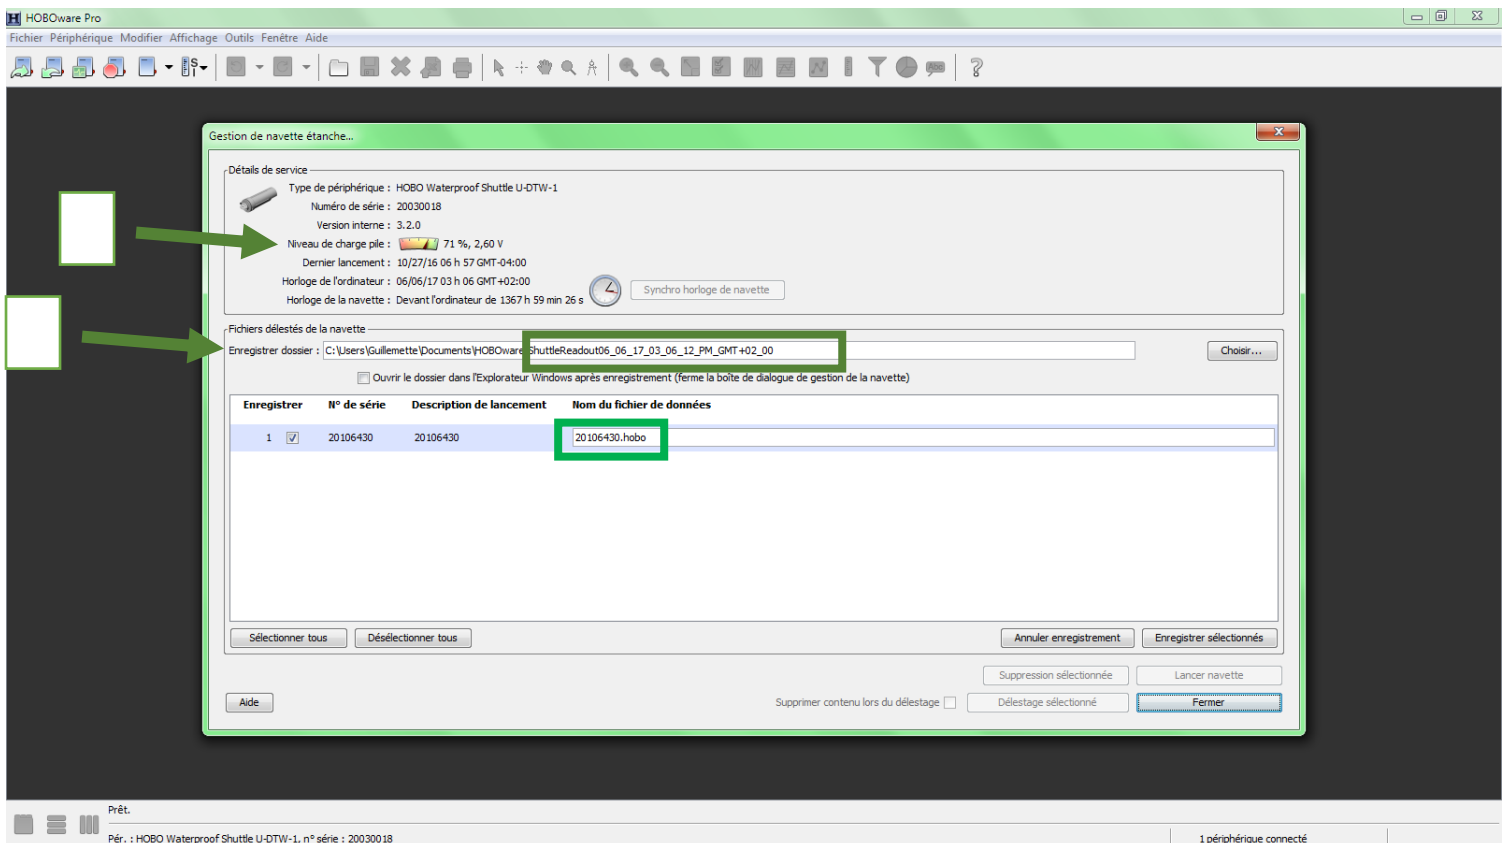 HOBOware Pro
Fichier Périphérique Modifier Affichage Outils Fenêtre Aide
Gestion de navette étanche...
Détails de service
Type de périphérique : HOBO Waterproof Shuttle U-DTW-1
Numéro de série : 20030018
Version interne : 3.2.0
Niveau de charge pile : 71 %, 2,60 V
Dernier lancement : 10/27/16 06 h 57 GMT-04:00
Horloge de l'ordinateur : 06/06/17 03 h 06 GMT+02:00
Horloge de la navette : Devant l'ordinateur de 1367 h 59 min 26 s
Synchro horloge de navette
Fichiers délestés de la navette
Enregistrer dossier : C:\Users\Guillemette\Documents\HOBOware\ShuttleReadout06_06_17_03_06_12_PM_GMT+02_00
Choisir...
Ouvrir le dossier dans l'Explorateur Windows après enregistrement (ferme la boîte de dialogue de gestion de la navette)
Enregistrer N° de série Description de lancement Nom du fichier de données
1 20106430 20106430 20106430.hobo
Sélectionner tous Désélectionner tous Annuler enregistrement Enregistrer sélectionnés
Suppression sélectionnée Lancer navette
Aide Supprimer contenu lors du délestage Délestage sélectionné Fermer
Prêt.
Pér. : HOBO Waterproof Shuttle U-DTW-1, n° série : 20030018 1 périphérique connecté